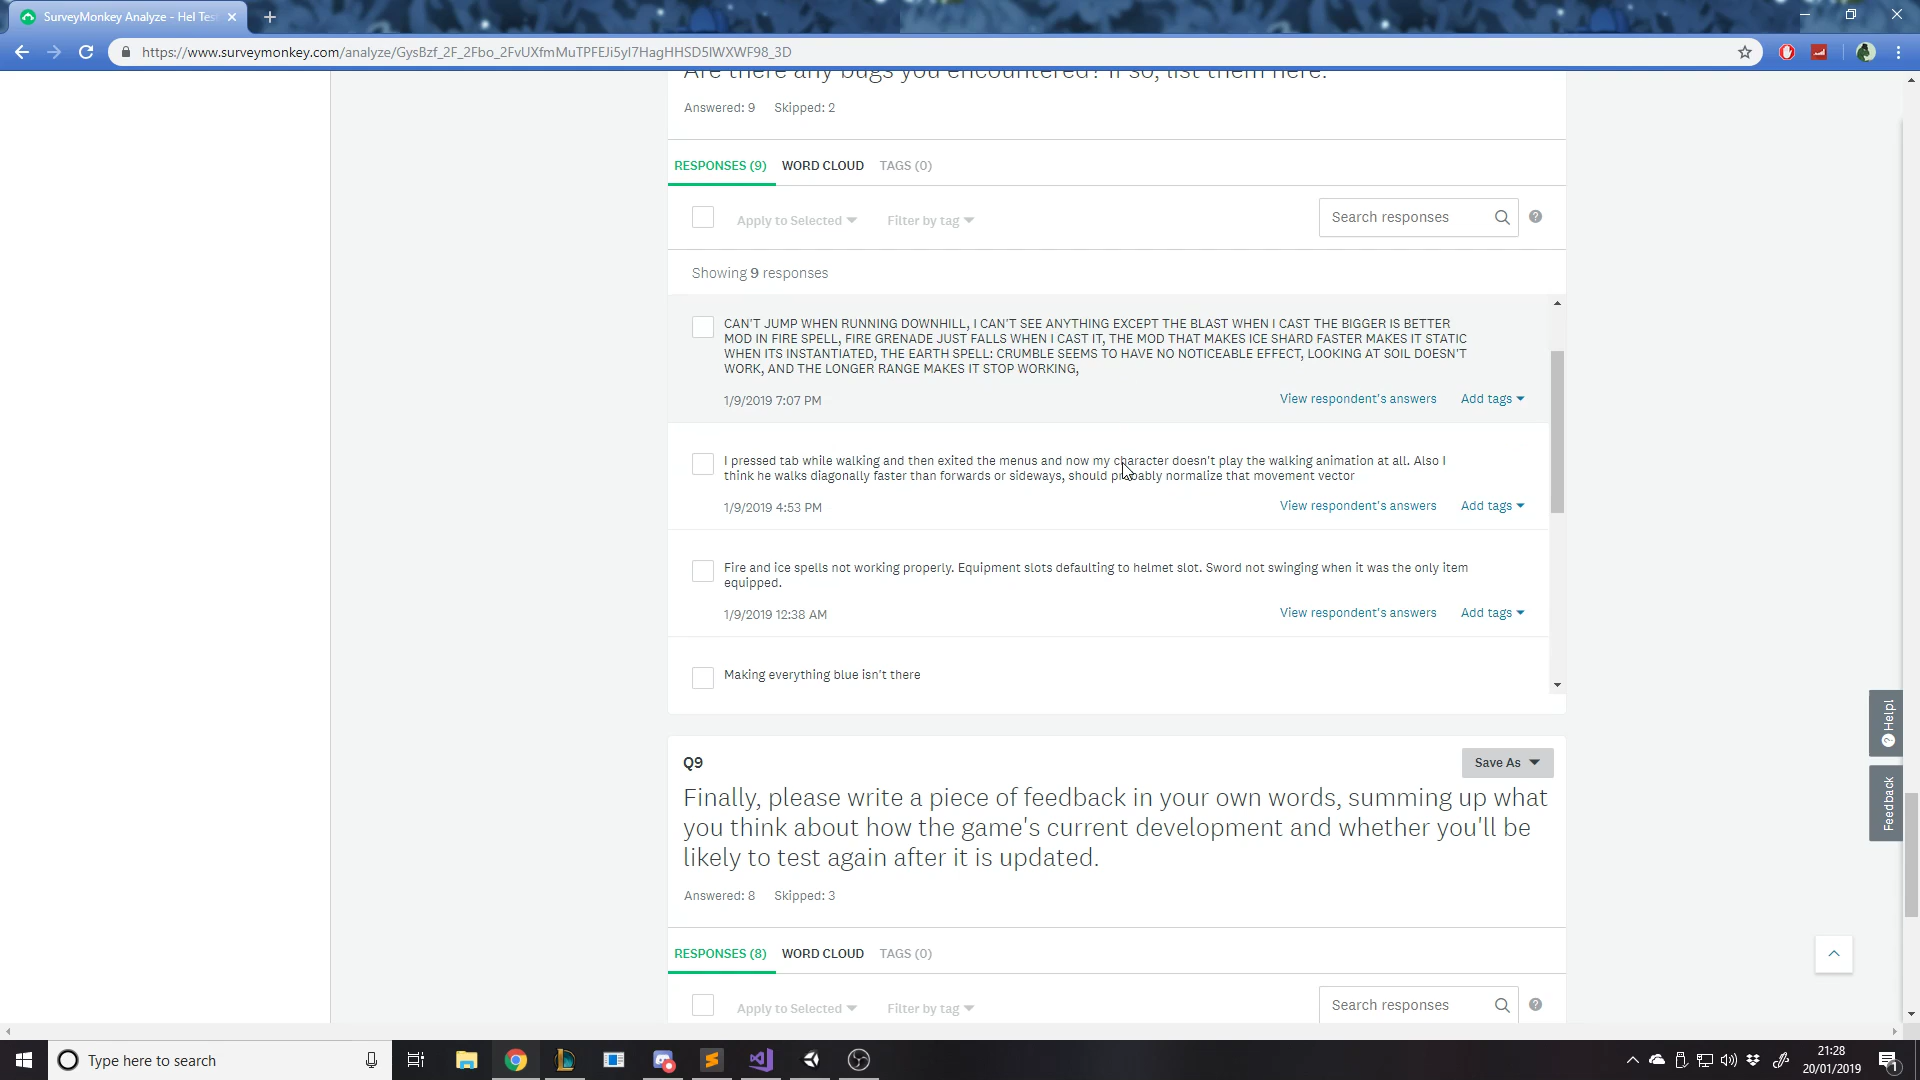 SurveyMonkey Analyze - Hel Tes
https://www.surveymonkey.com/analyze/GysBzf_2F_2Fbo_2FvUXfmMuTPFEJi5yI7HagHHSD5IWXWF98_3D
Are there any bugs you encountered? If so, list them here.
Answered: 9 Skipped: 2
RESPONSES (9) WORD CLOUD TAGS (0)
Apply to Selected Filter by tag Search responses ?
Showing 9 responses
CAN'T JUMP WHEN RUNNING DOWNHILL, I CAN'T SEE ANYTHING EXCEPT THE BLAST WHEN I CAST THE BIGGER IS BETTER
MOD IN FIRE SPELL, FIRE GRENADE JUST FALLS WHEN I CAST IT, THE MOD THAT MAKES ICE SHARD FASTER MAKES IT STATIC
WHEN ITS INSTANTIATED, THE EARTH SPELL: CRUMBLE SEEMS TO HAVE NO NOTICEABLE EFFECT, LOOKING AT SOIL DOESN'T
WORK, AND THE LONGER RANGE MAKES IT STOP WORKING,
1/9/2019 7:07 PM View respondent's answers Add tags
I pressed tab while walking and then exited the menus and now my character doesn't play the walking animation at all. Also I
think he walks diagonally faster than forwards or sideways, should probably normalize that movement vector
1/9/2019 4:53 PM View respondent's answers Add tags
Fire and ice spells not working properly. Equipment slots defaulting to helmet slot. Sword not swinging when it was the only item
equipped.
1/9/2019 12:38 AM View respondent's answers Add tags
Making everything blue isn't there
Q9 Save As
Finally, please write a piece of feedback in your own words, summing up what
you think about how the game's current development and whether you'll be
likely to test again after it is updated.
Answered: 8 Skipped: 3
RESPONSES (8) WORD CLOUD TAGS (0)
Apply to Selected Filter by tag Search responses ?
? Help!
Feedback
Type here to search
21:28
20/01/2019
1